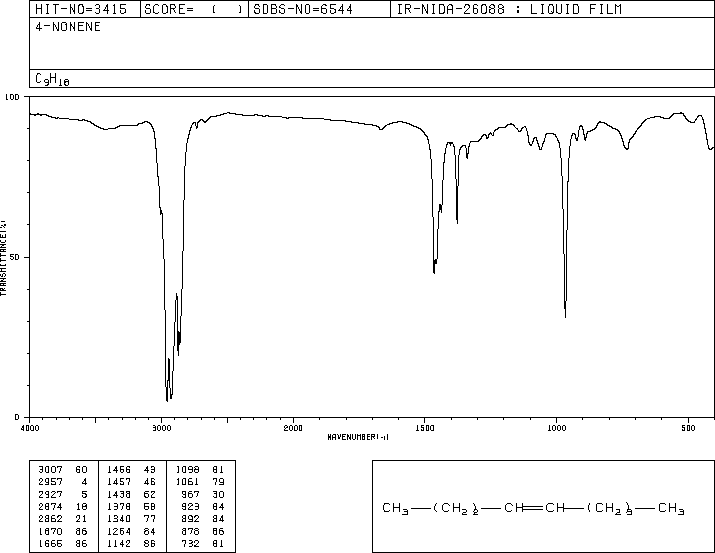 HIT-NO=3415 SCORE= ( ) SDBS-NO=6544 IR-NIDA-26088 : LIQUID FILM
4-NONENE
C₉H₁₈
100
50
0
TRANSMITTANCE(%)
4000 3000 2000 1500 1000 500
WAVENUMBER(-1)
3007 60 1466 43 1098 81
2957 4 1457 46 1061 79
2927 5 1438 62 967 30
2874 18 1378 58 923 84
2862 21 1340 77 892 84
1670 86 1264 84 878 86
1665 86 1142 86 732 81
CH₃—(CH₂)₂—CH=CH—(CH₂)₃—CH₃